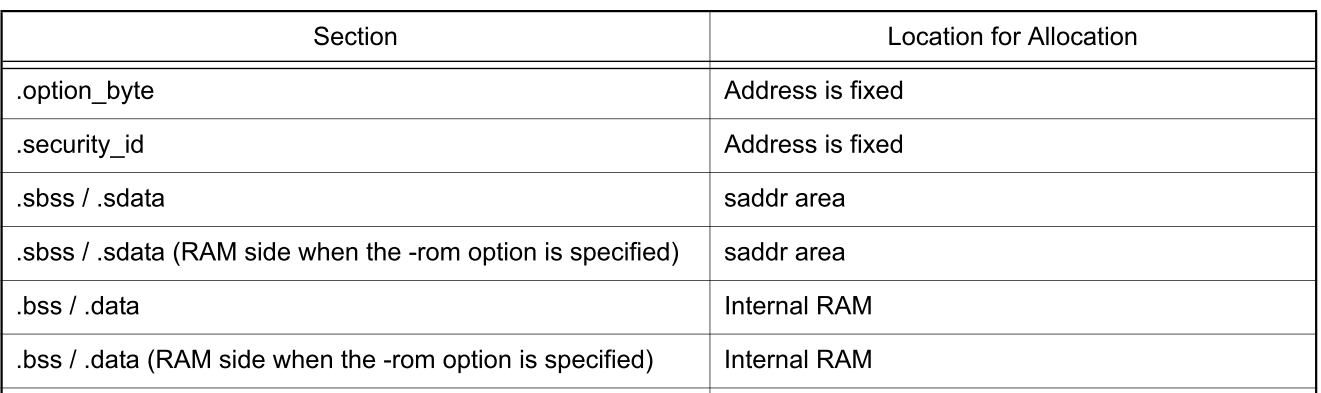 Section Location for Allocation
.option_byte Address is fixed
.security_id Address is fixed
.sbss / .sdata saddr area
.sbss / .sdata (RAM side when the -rom option is specified) saddr area
.bss / .data Internal RAM
.bss / .data (RAM side when the -rom option is specified) Internal RAM